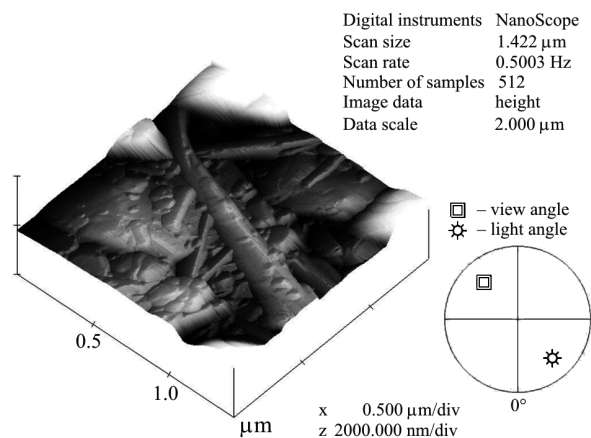 Digital instruments NanoScope
Scan size 1.422 μm
Scan rate 0.5003 Hz
Number of samples 512
Image data height
Data scale 2.000 μm
– view angle
– light angle
0.5
1.0
μm
0°
x 0.500 μm/div
z 2000.000 nm/div